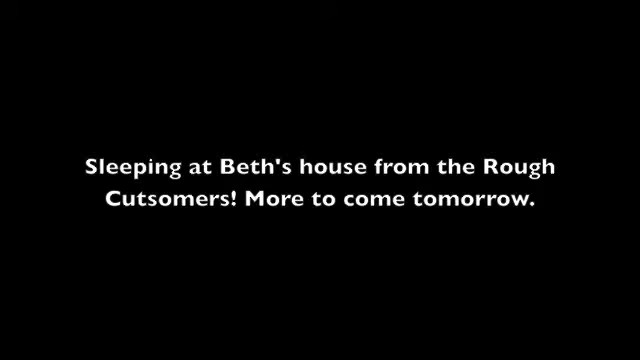 Sleeping at Beth's house from the Rough
Cutsomers! More to come tomorrow.